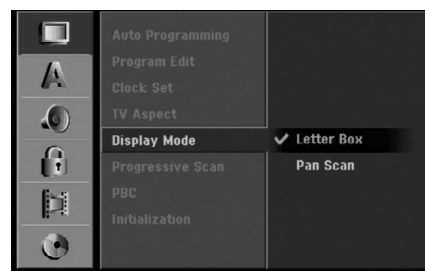 Auto Programming
Program Edit
Clock Set
TV Aspect
Display Mode
Letter Box
Pan Scan
Progressive Scan
PBC
Initialization
A